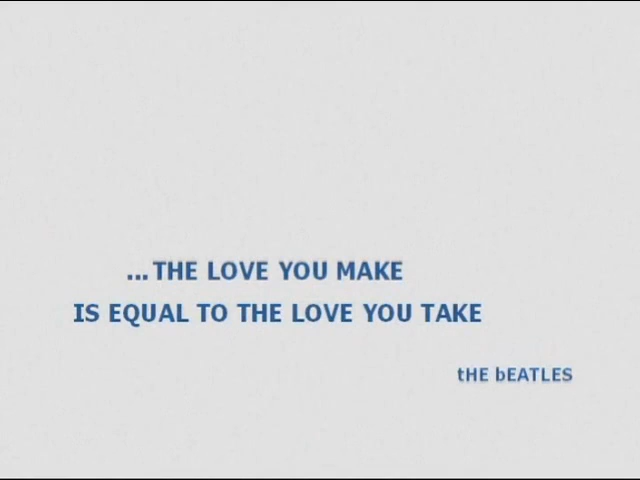 ...THE LOVE YOU MAKE
IS EQUAL TO THE LOVE YOU TAKE
tHE bEATLES